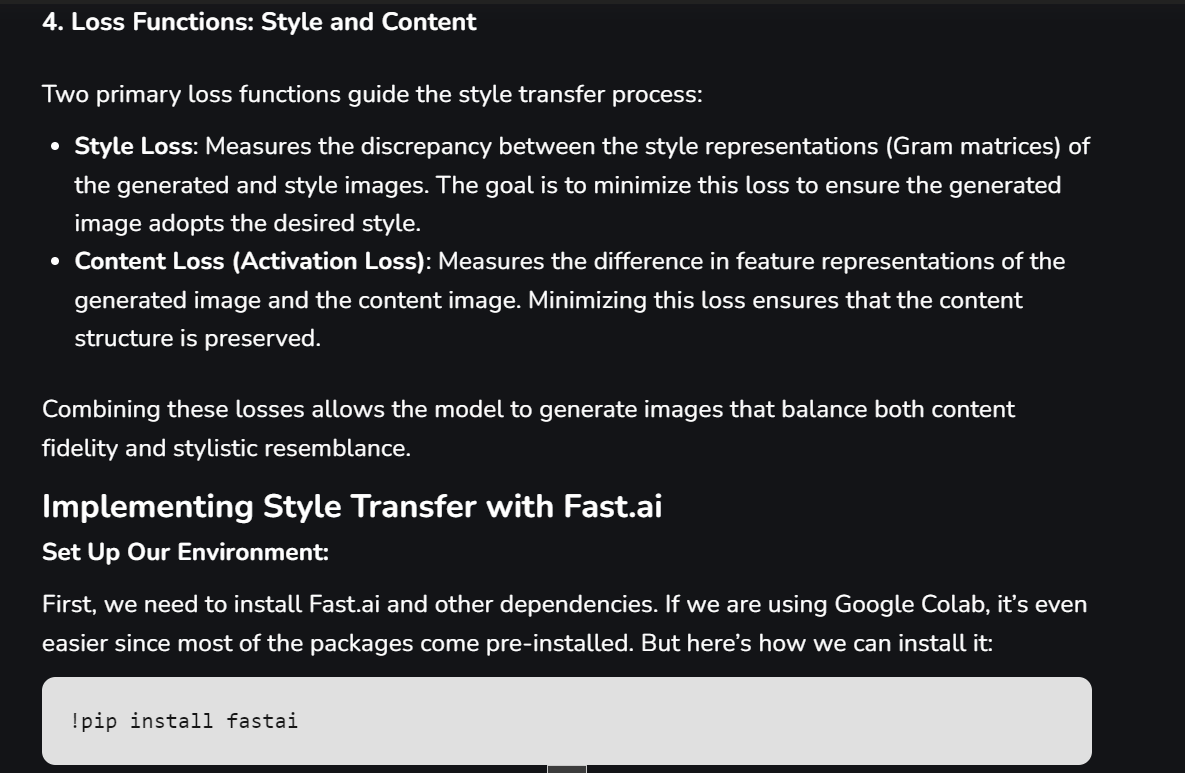 4. Loss Functions: Style and Content
Two primary loss functions guide the style transfer process:
• Style Loss: Measures the discrepancy between the style representations (Gram matrices) of
the generated and style images. The goal is to minimize this loss to ensure the generated
image adopts the desired style.
• Content Loss (Activation Loss): Measures the difference in feature representations of the
generated image and the content image. Minimizing this loss ensures that the content
structure is preserved.
Combining these losses allows the model to generate images that balance both content
fidelity and stylistic resemblance.
Implementing Style Transfer with Fast.ai
Set Up Our Environment:
First, we need to install Fast.ai and other dependencies. If we are using Google Colab, it’s even
easier since most of the packages come pre-installed. But here’s how we can install it:
!pip install fastai